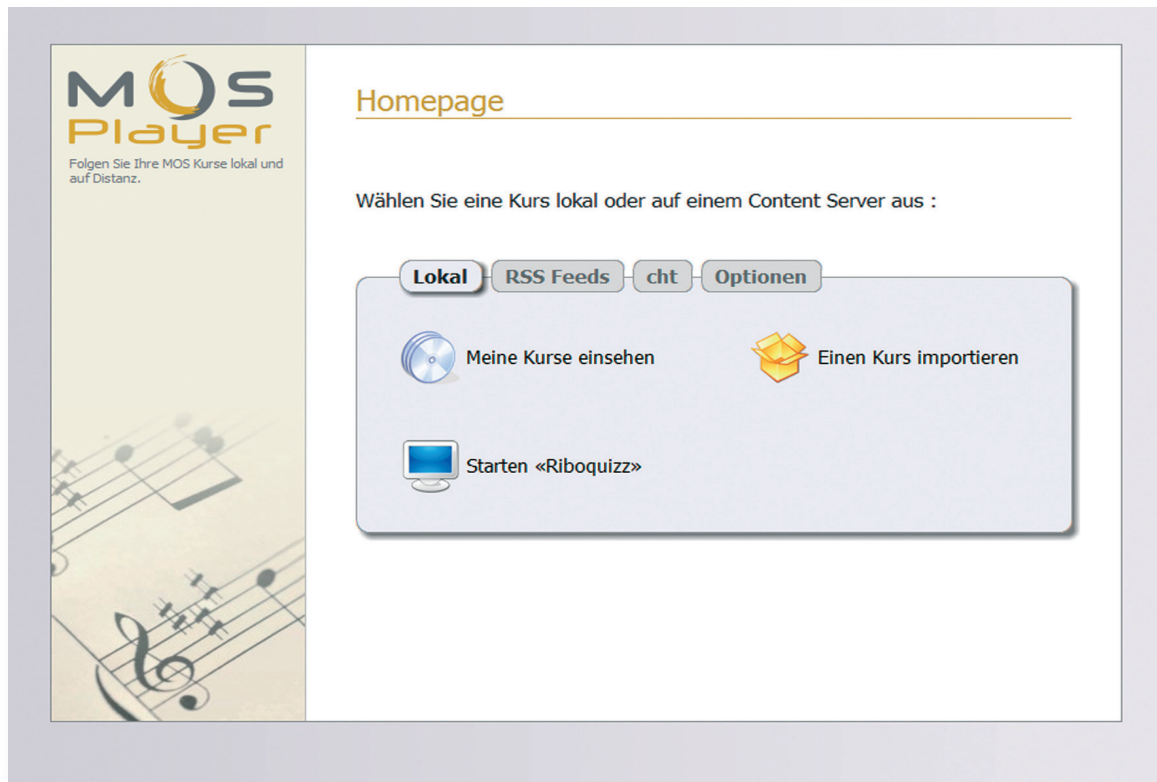 MOS
Player
Folgen Sie Ihre MOS Kurse lokal und
auf Distanz.
Homepage
Wählen Sie eine Kurs lokal oder auf einem Content Server aus :
Lokal RSS Feeds cht Optionen
Meine Kurse einsehen Einen Kurs importieren
Starten «Riboquizz»